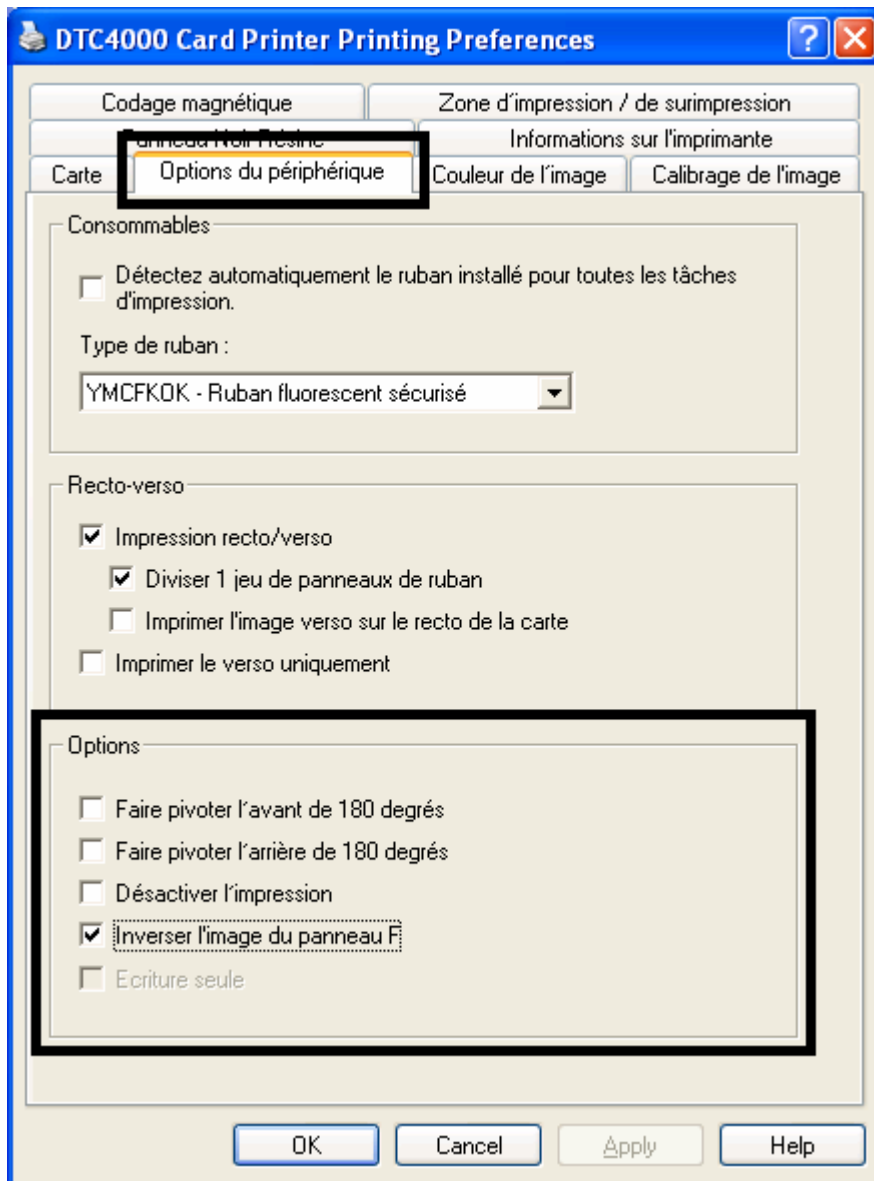 DTC4000 Card Printer Printing Preferences
Codage magnétique
Zone d´impression / de surimpression
Panneau Noir Résine
Informations sur l'imprimante
Carte
Options du périphérique
Couleur de l´image
Calibrage de l'image
Consommables
Détectez automatiquement le ruban installé pour toutes les tâches
d'impression.
Type de ruban :
YMCFKOK - Ruban fluorescent sécurisé
Recto-verso
Impression recto/verso
Diviser 1 jeu de panneaux de ruban
Imprimer l'image verso sur le recto de la carte
Imprimer le verso uniquement
Options
Faire pivoter l´avant de 180 degrés
Faire pivoter l´arrière de 180 degrés
Désactiver l´impression
Inverser l'image du panneau F
Ecriture seule
OK
Cancel
Apply
Help